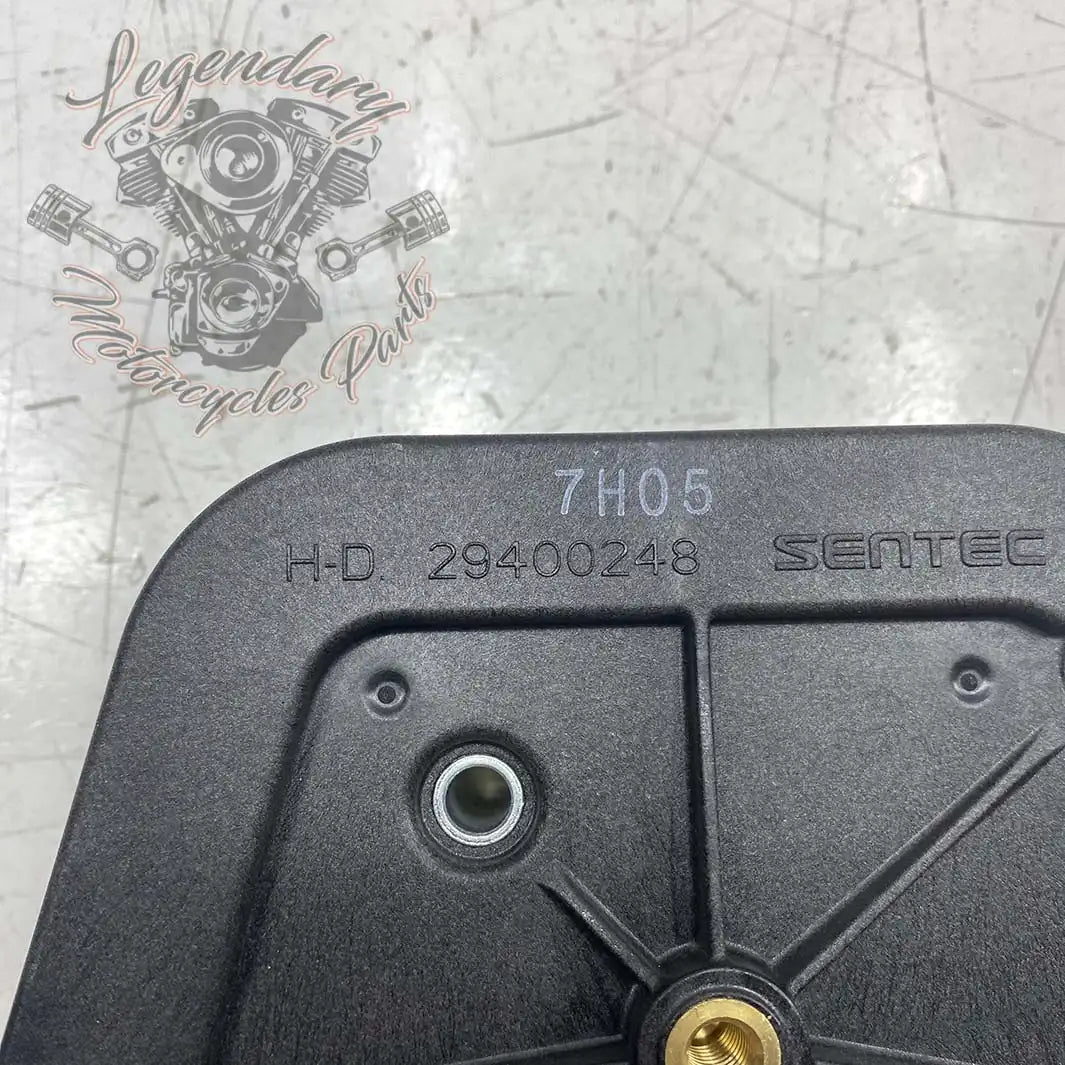 Legendary
Motorcycles Parts
7H05
H-D. 29400248 SENTEC